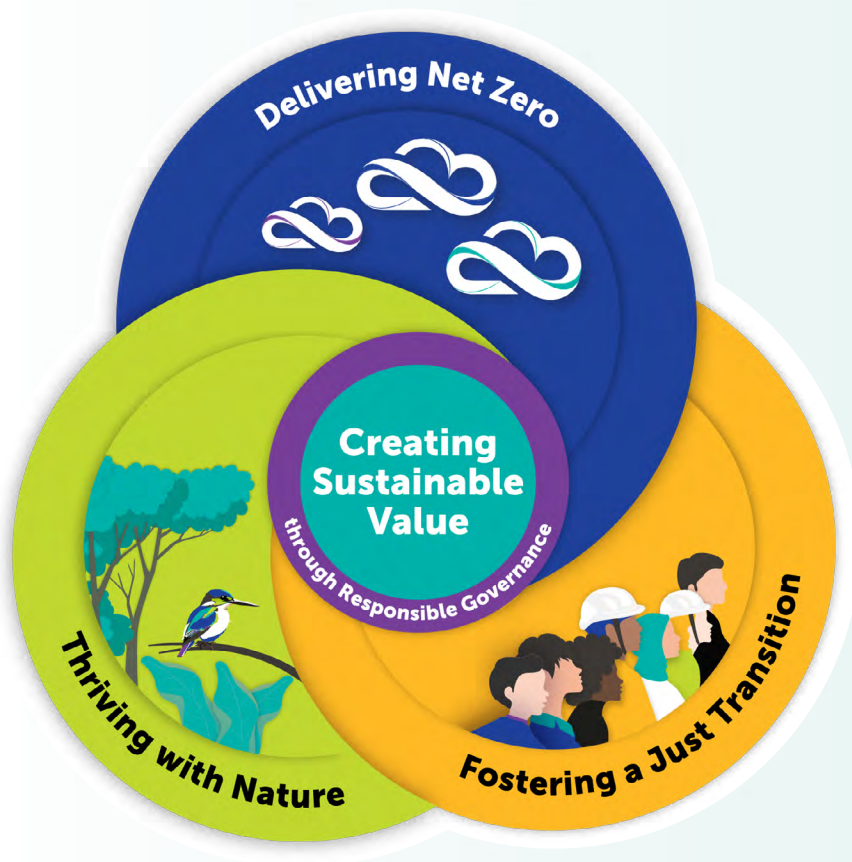 Delivering Net Zero
Creating
Sustainable
Value
through Responsible Governance
Thriving with Nature
Fostering a Just Transition